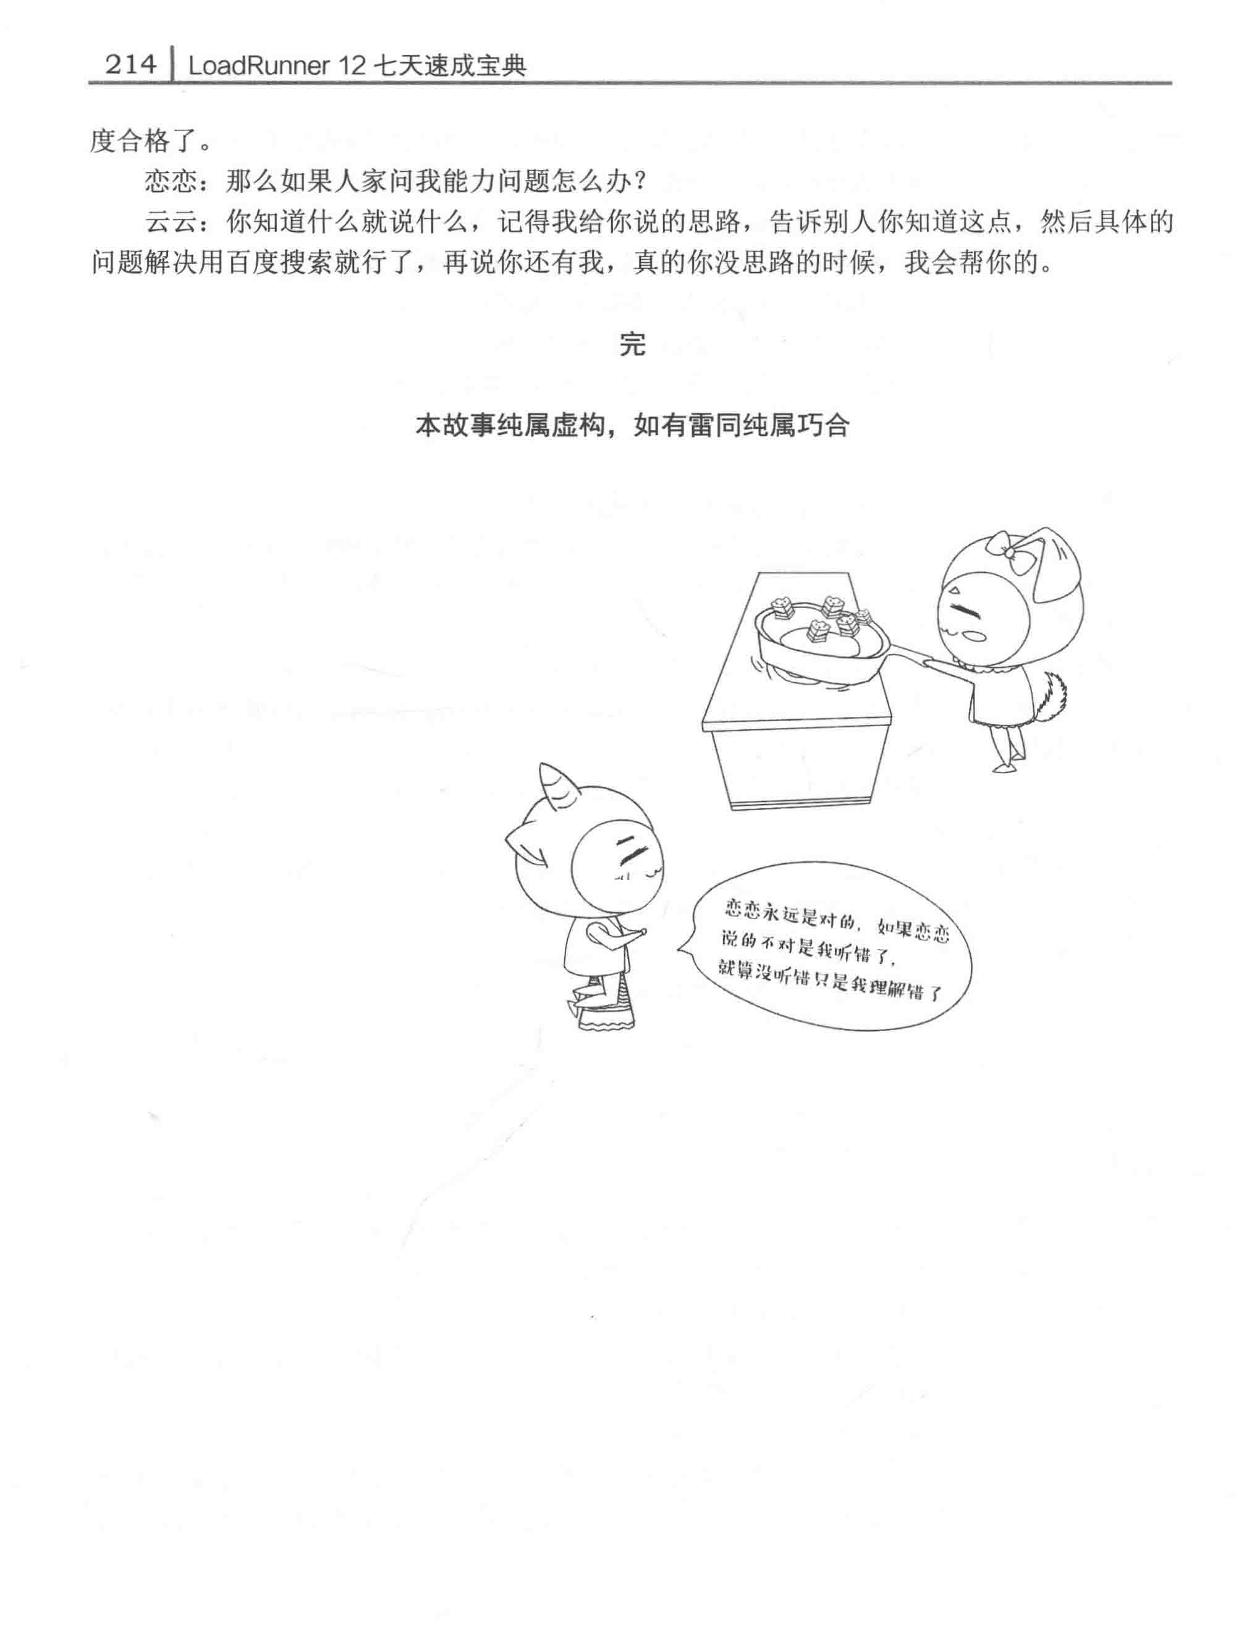 214 LoadRunner 12 七天速成宝典
度合格了。
恋恋：那么如果人家问我能力问题怎么办？
云云：你知道什么就说什么，记得我给你说的思路，告诉别人你知道这点，然后具体的
问题解决用百度搜索就行了，再说你还有我，真的你没思路的时候，我会帮你的。
完
本故事纯属虚构，如有雷同纯属巧合
恋恋永远是对的，如果恋恋
说的不对是我听错了，
就算没听错只是我理解错了